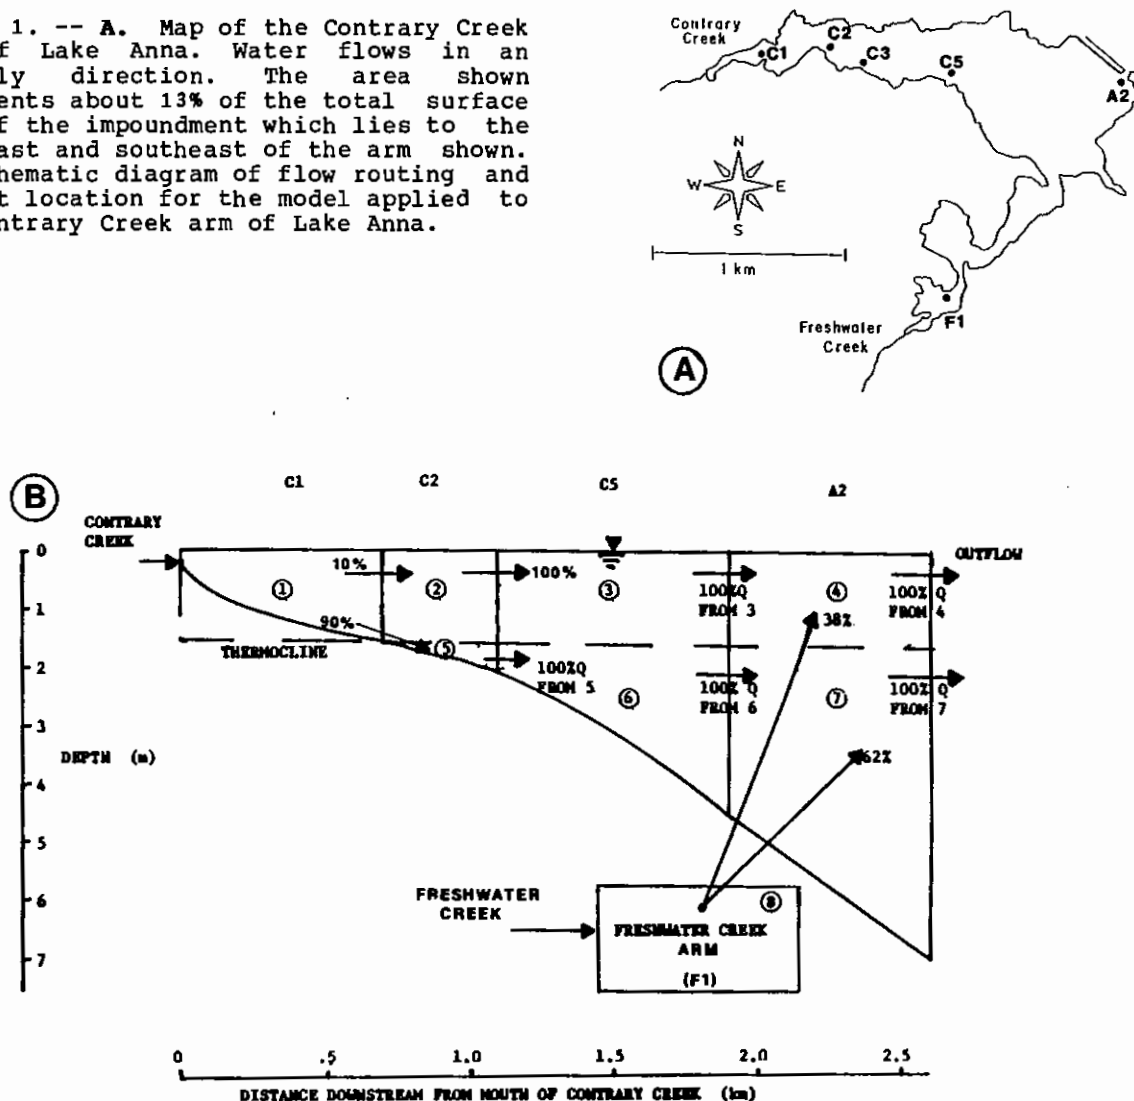 1. -- A. Map of the Contrary Creek
f Lake Anna. Water flows in an
ly direction. The area shown
ents about 13% of the total surface
f the impoundment which lies to the
ast and southeast of the arm shown.
hematic diagram of flow routing and
t location for the model applied to
ntrary Creek arm of Lake Anna.
Contrary
Creek
C1
C2
C3
C5
A2
N
W E
S
1 km
F1
Freshwater
Creek
A
B
C1 C2 C5 A2
CONTRARY
CREEK
OUTFLOW
0
1
2
3
4
5
6
7
DEPTH (m)
10%
100%
1
2
3
4
100%Q
FROM 3
100% Q
FROM 4
90%
5
38%
THERMOCLINE
100%Q
FROM 5
6
100% Q
FROM 6
7
100% Q
FROM 7
62%
FRESHWATER
CREEK
8
FRESHWATER CREEK
ARM
(F1)
0 .5 1.0 1.5 2.0 2.5
DISTANCE DOWNSTREAM FROM MOUTH OF CONTRARY CREEK (km)